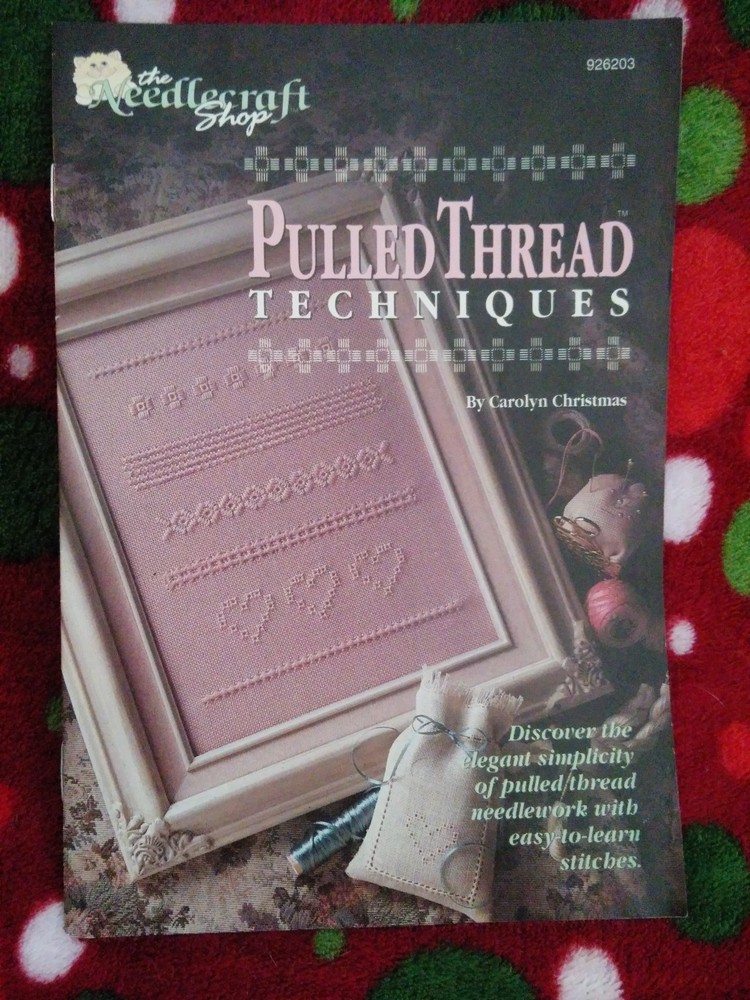 the
Needlecraft
Shop
926203
PULLED THREAD™
TECHNIQUES
By Carolyn Christmas
Discover the
elegant simplicity
of pulled thread
needlework with
easy-to-learn
stitches.